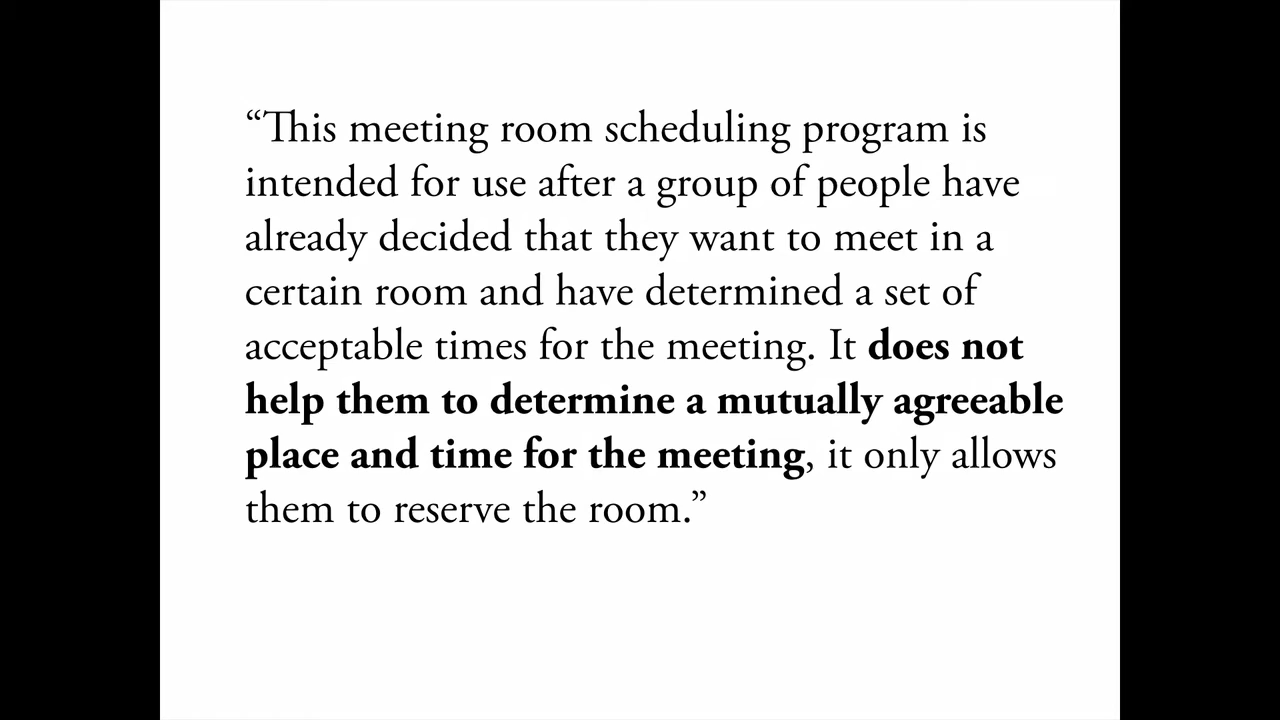 “This meeting room scheduling program is
intended for use after a group of people have
already decided that they want to meet in a
certain room and have determined a set of
acceptable times for the meeting. It does not
help them to determine a mutually agreeable
place and time for the meeting, it only allows
them to reserve the room.”